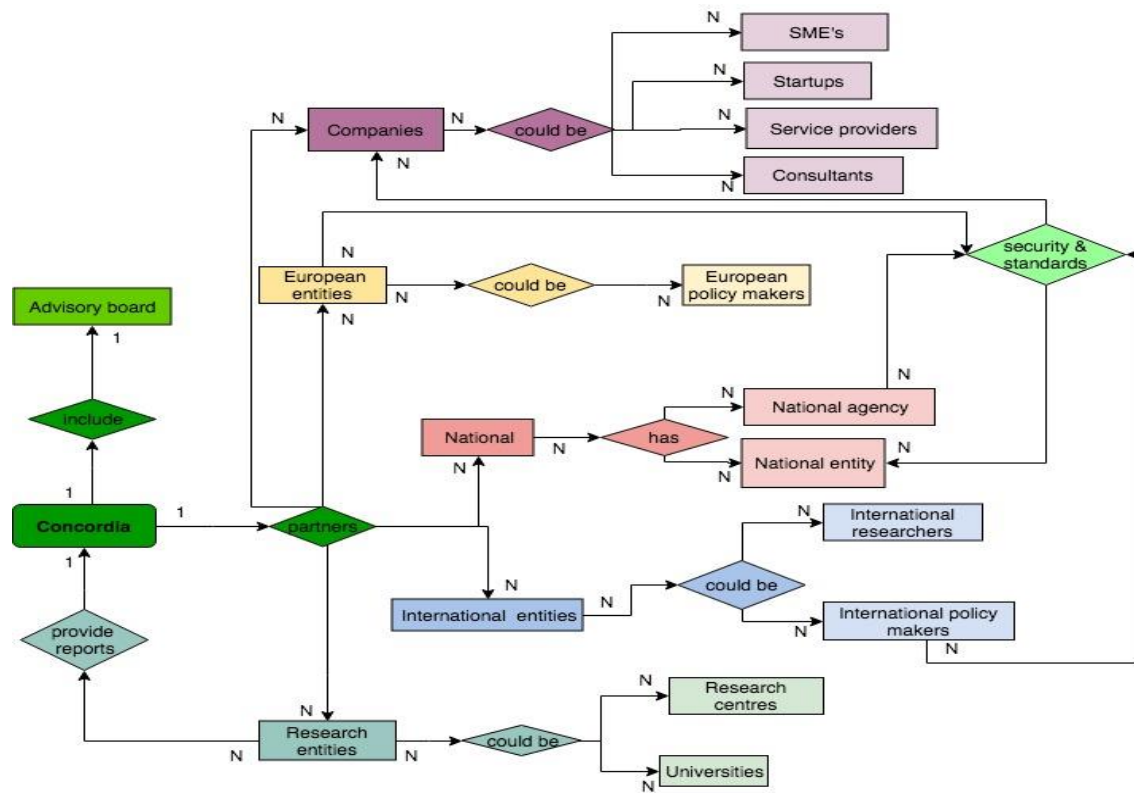 N
SME's
N
Startups
N
N
Companies
could be
N
Service providers
N
N
Consultants
N
security &
standards
N
European
entities
N
could be
N
European
policy makers
N
Advisory board
1
N
National agency
N
include
National
N
has
N
N
National entity
N
1
Concordia
1
partners
N
International
researchers
1
N
could be
International entities
N
provide
reports
N
International policy
makers
N
N
Research
centres
N
Research
entities
N
N
could be
Universities
N